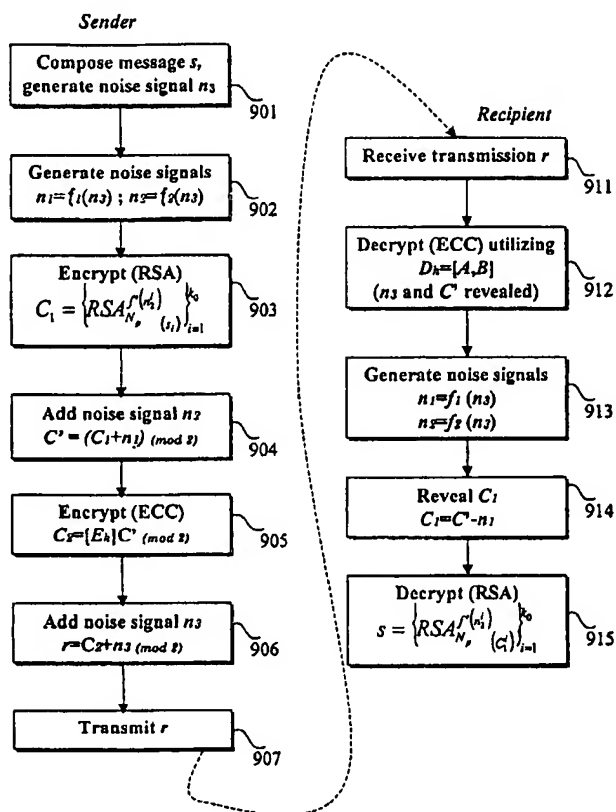 Sender
Compose message s,
generate noise signal n₃
901
Generate noise signals
n₁=f₁(n₃) ; n₂=f₂(n₃)
902
Encrypt (RSA)
903
Add noise signal n₂
C' = (C₁+n₁) (mod 2)
904
Encrypt (ECC)
C₂={Eₕ}C' (mod 2)
905
Add noise signal n₃
r=C₂+n₃ (mod 2)
906
Transmit r
907
Recipient
Receive transmission r
911
Decrypt (ECC) utilizing
Dₕ=[A,B]
(n₃ and C' revealed)
912
Generate noise signals
n₁=f₁ (n₃)
n₂=f₂ (n₃)
913
Reveal C₁
C₁=C'-n₁
914
Decrypt (RSA)
915